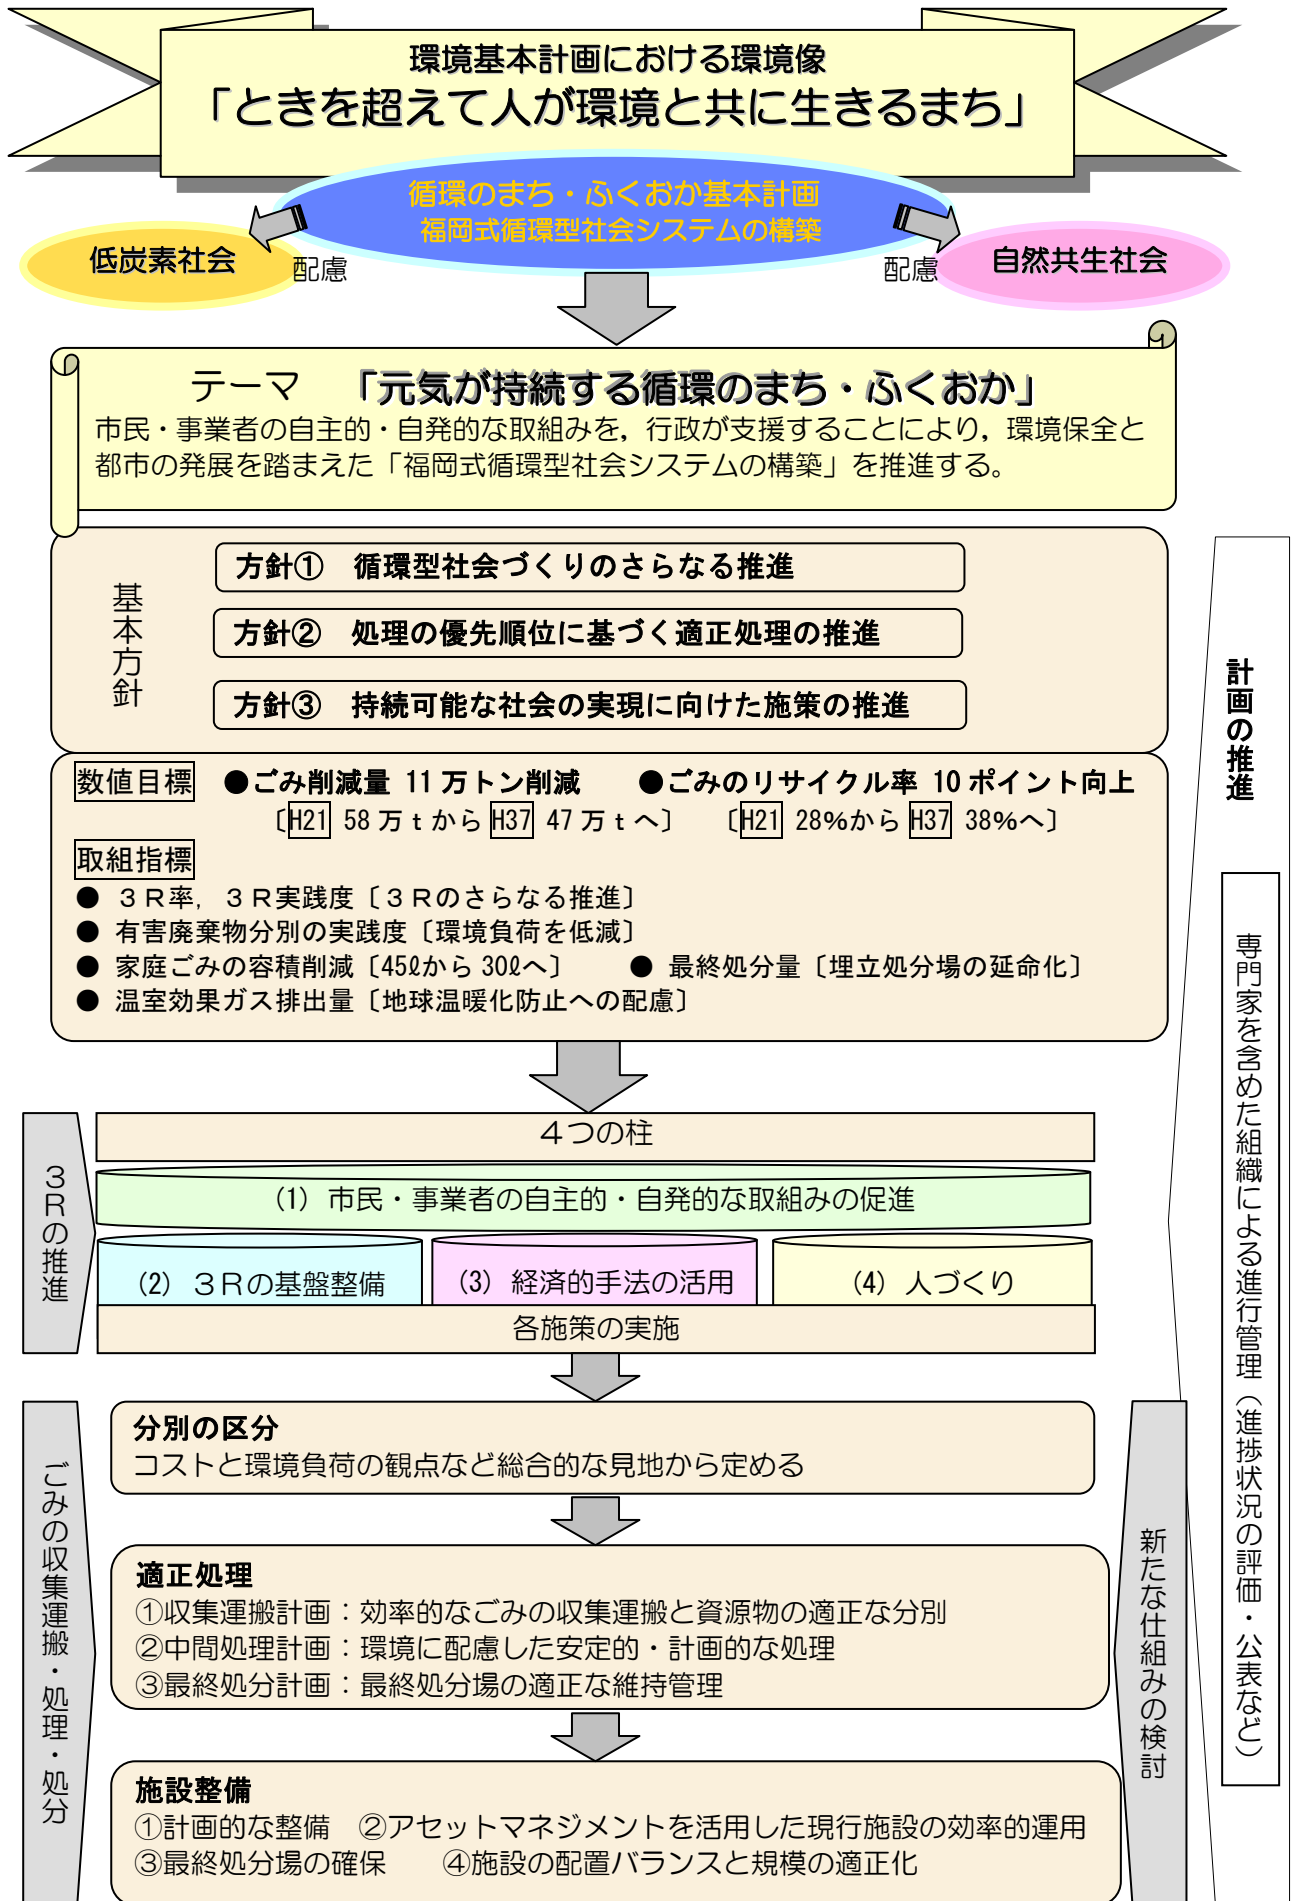 環境基本計画における環境像
「ときを超えて人が環境と共に生きるまち」
循環のまち・ふくおか基本計画
福岡式循環型社会システムの構築
低炭素社会
配慮
配慮
自然共生社会
テーマ 「元気が持続する循環のまち・ふくおか」
市民・事業者の自主的・自発的な取組みを，行政が支援することにより，環境保全と
都市の発展を踏まえた「福岡式循環型社会システムの構築」を推進する。
基本方針
方針① 循環型社会づくりのさらなる推進
方針② 処理の優先順位に基づく適正処理の推進
方針③ 持続可能な社会の実現に向けた施策の推進
数値目標 ●ごみ削減量 11 万トン削減 ●ごみのリサイクル率 10 ポイント向上
〔H21 58 万 t から H37 47 万 t へ〕 〔H21 28％から H37 38％へ〕
取組指標
● ３Ｒ率，３Ｒ実践度〔３Ｒのさらなる推進〕
● 有害廃棄物分別の実践度〔環境負荷を低減〕
● 家庭ごみの容積削減〔45ℓから 30ℓへ〕 ● 最終処分量〔埋立処分場の延命化〕
● 温室効果ガス排出量〔地球温暖化防止への配慮〕
計画の推進
専門家を含めた組織による進行管理（進捗状況の評価・公表など）
３Ｒの推進
４つの柱
(1) 市民・事業者の自主的・自発的な取組みの促進
(2) ３Ｒの基盤整備
(3) 経済的手法の活用
(4) 人づくり
各施策の実施
ごみの収集運搬・処理・処分
分別の区分
コストと環境負荷の観点など総合的な見地から定める
適正処理
①収集運搬計画：効率的なごみの収集運搬と資源物の適正な分別
②中間処理計画：環境に配慮した安定的・計画的な処理
③最終処分計画：最終処分場の適正な維持管理
施設整備
①計画的な整備 ②アセットマネジメントを活用した現行施設の効率的運用
③最終処分場の確保 ④施設の配置バランスと規模の適正化
新たな仕組みの検討